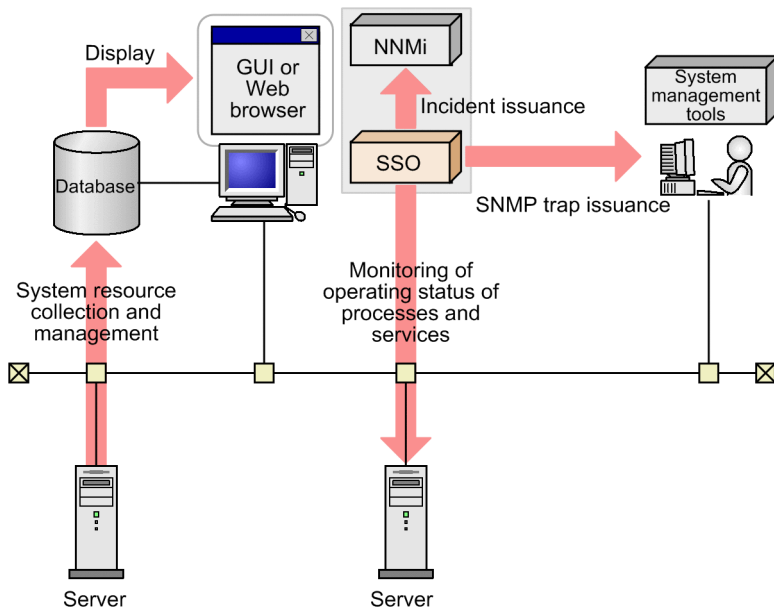 Display
GUI or
Web
browser
NNMi
Incident issuance
SSO
System
management
tools
Database
SNMP trap issuance
System resource
collection and
management
Monitoring of
operating status of
processes and
services
Server
Server